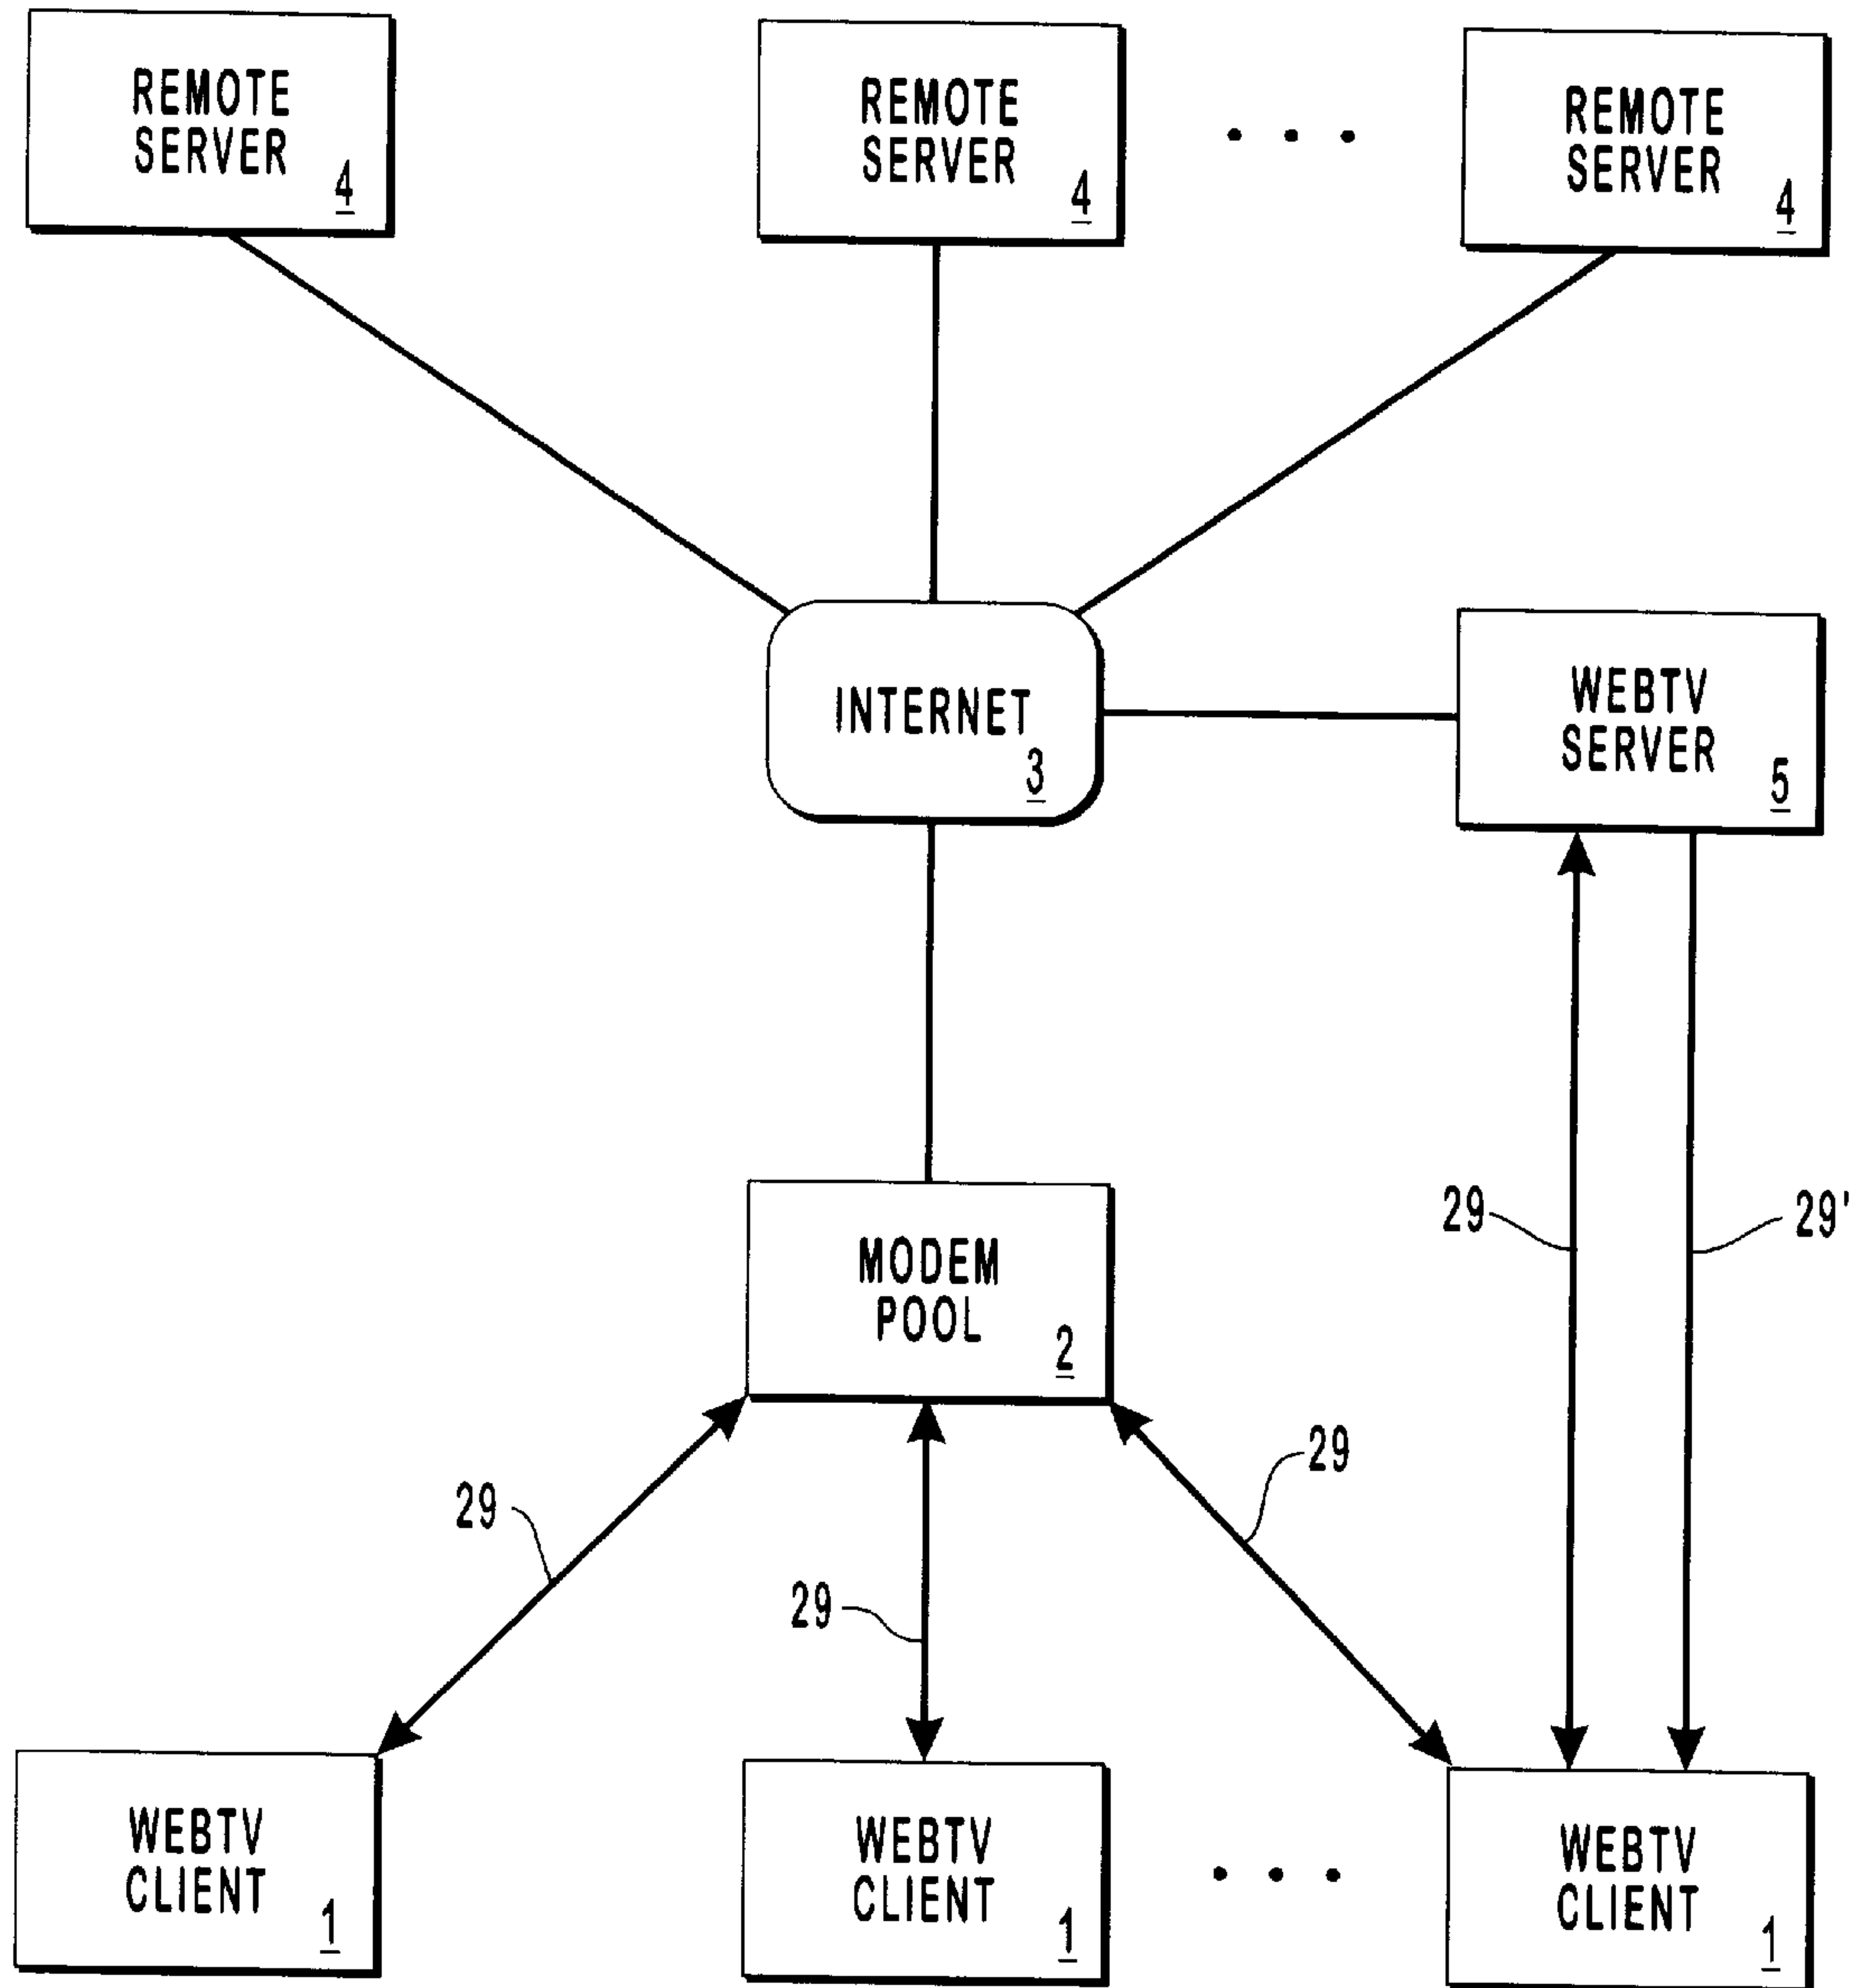 REMOTE
SERVER
4
REMOTE
SERVER
4
REMOTE
SERVER
4
INTERNET
3
WEBTV
SERVER
5
MODEM
POOL
2
29
29'
29
29
29
WEBTV
CLIENT
1
WEBTV
CLIENT
1
WEBTV
CLIENT
1